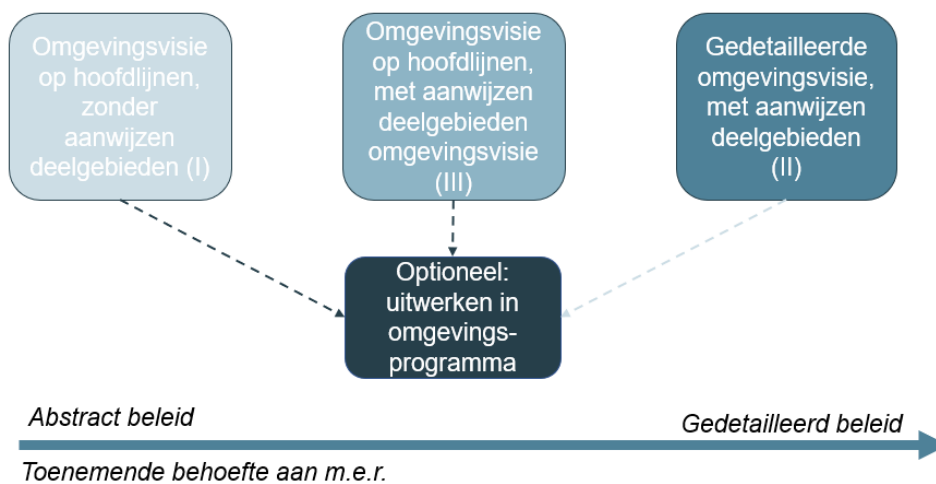 Omgevingsvisie
op hoofdlijnen,
zonder
aanwijzen
deelgebieden (I)
Omgevingsvisie
op hoofdlijnen,
met aanwijzen
deelgebieden
omgevingsvisie
(III)
Gedetailleerde
omgevingsvisie,
met aanwijzen
deelgebieden
(II)
Optioneel:
uitwerken in
omgevings-
programma
Abstract beleid
Gedetailleerd beleid
Toenemende behoefte aan m.e.r.